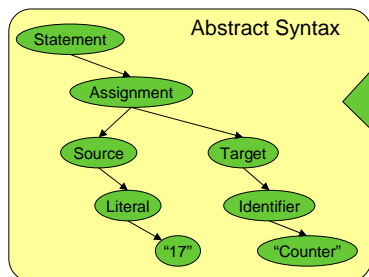 Abstract Syntax
Statement
Assignment
Source
Target
Literal
Identifier
“17”
“Counter”